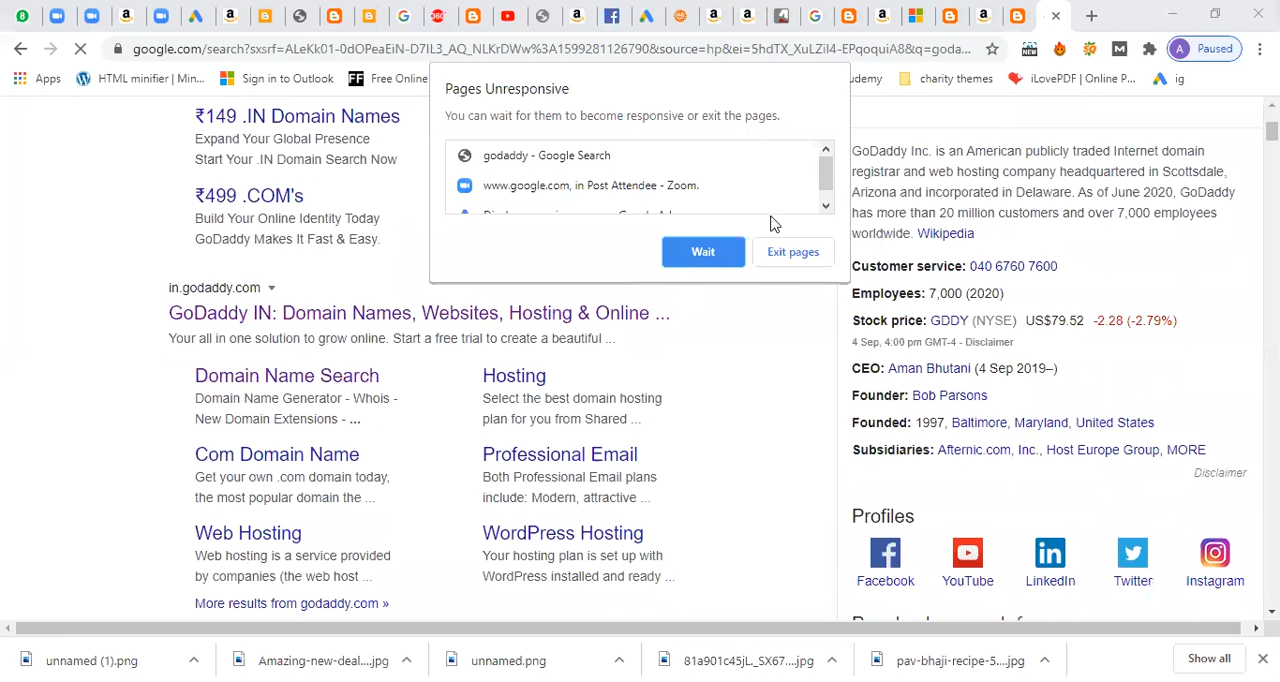 google.com/search?sxsrf=ALeKk01-0dOPeaEiN-D7IL3_AQ_NLKrDWw%3A1599281126790&source=hp&ei=5hdTX_XuLZil4-EPqoquiA8&q=goda...
NEW
M
A Paused
Apps
HTML minifier | Min...
Sign in to Outlook
FF Free Online
udemy
charity themes
iLovePDF | Online P...
ig
Pages Unresponsive
You can wait for them to become responsive or exit the pages.
godaddy - Google Search
www.google.com, in Post Attendee - Zoom.
Wait
Exit pages
₹149 .IN Domain Names
Expand Your Global Presence
Start Your .IN Domain Search Now
₹499 .COM's
Build Your Online Identity Today
GoDaddy Makes It Fast & Easy.
in.godaddy.com
GoDaddy IN: Domain Names, Websites, Hosting & Online ...
Your all in one solution to grow online. Start a free trial to create a beautiful ...
Domain Name Search
Domain Name Generator - Whois -
New Domain Extensions - ...
Hosting
Select the best domain hosting
plan for you from Shared ...
Com Domain Name
Get your own .com domain today,
the most popular domain the ...
Professional Email
Both Professional Email plans
include: Modern, attractive ...
Web Hosting
Web hosting is a service provided
by companies (the web host ...
WordPress Hosting
Your hosting plan is set up with
WordPress installed and ready ...
More results from godaddy.com »
GoDaddy Inc. is an American publicly traded Internet domain
registrar and web hosting company headquartered in Scottsdale,
Arizona and incorporated in Delaware. As of June 2020, GoDaddy
has more than 20 million customers and over 7,000 employees
worldwide. Wikipedia
Customer service: 040 6760 7600
Employees: 7,000 (2020)
Stock price: GDDY (NYSE) US$79.52 -2.28 (-2.79%)
4 Sep, 4:00 pm GMT-4 - Disclaimer
CEO: Aman Bhutani (4 Sep 2019–)
Founder: Bob Parsons
Founded: 1997, Baltimore, Maryland, United States
Subsidiaries: Afternic.com, Inc., Host Europe Group, MORE
Disclaimer
Profiles
Facebook
YouTube
LinkedIn
Twitter
Instagram
unnamed (1).png
Amazing-new-deal....jpg
unnamed.png
81a901c45jL._SX67....jpg
pav-bhaji-recipe-5....jpg
Show all